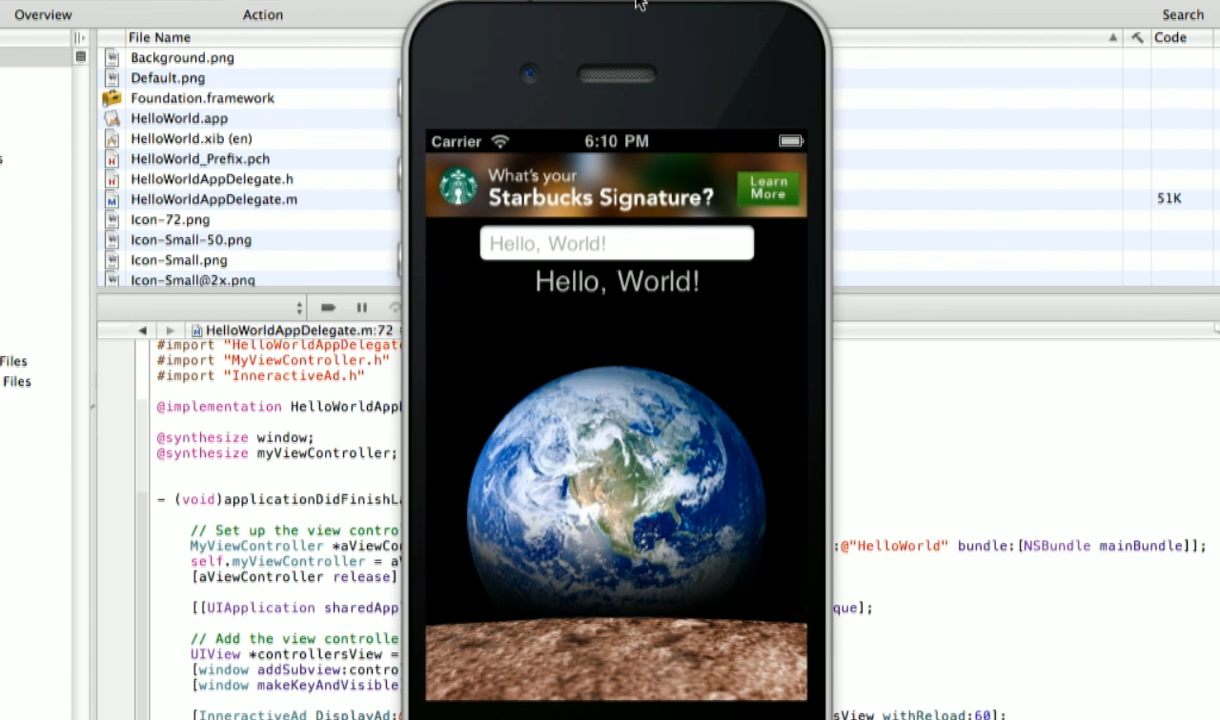 Overview Action Search
File Name Code
Background.png
Default.png
Foundation.framework
HelloWorld.app
HelloWorld.xib (en)
HelloWorld_Prefix.pch
HelloWorldAppDelegate.h
HelloWorldAppDelegate.m 51K
Icon-72.png
Icon-Small-50.png
Icon-Small.png
Icon-Small@2x.png
Carrier 6:10 PM
What's your
Starbucks Signature?
Learn
More
Hello, World!
Hello, World!
HelloWorldAppDelegate.m:72
Files
Files
#import "HelloWorldAppDelegat
#import "MyViewController.h"
#import "InneractiveAd.h"
@implementation HelloWorldApp
@synthesize window;
@synthesize myViewController;
- (void)applicationDidFinishLa
// Set up the view contro
MyViewController *aViewCo :@"HelloWorld" bundle:[NSBundle mainBundle]];
self.myViewController = a
[aViewController release]
[[UIApplication sharedApp que];
// Add the view controlle
UIView *controllersView =
[window addSubview:contro
[window makeKeyAndVisible
[InneractiveAd DisplayAd: sView withReload:60];